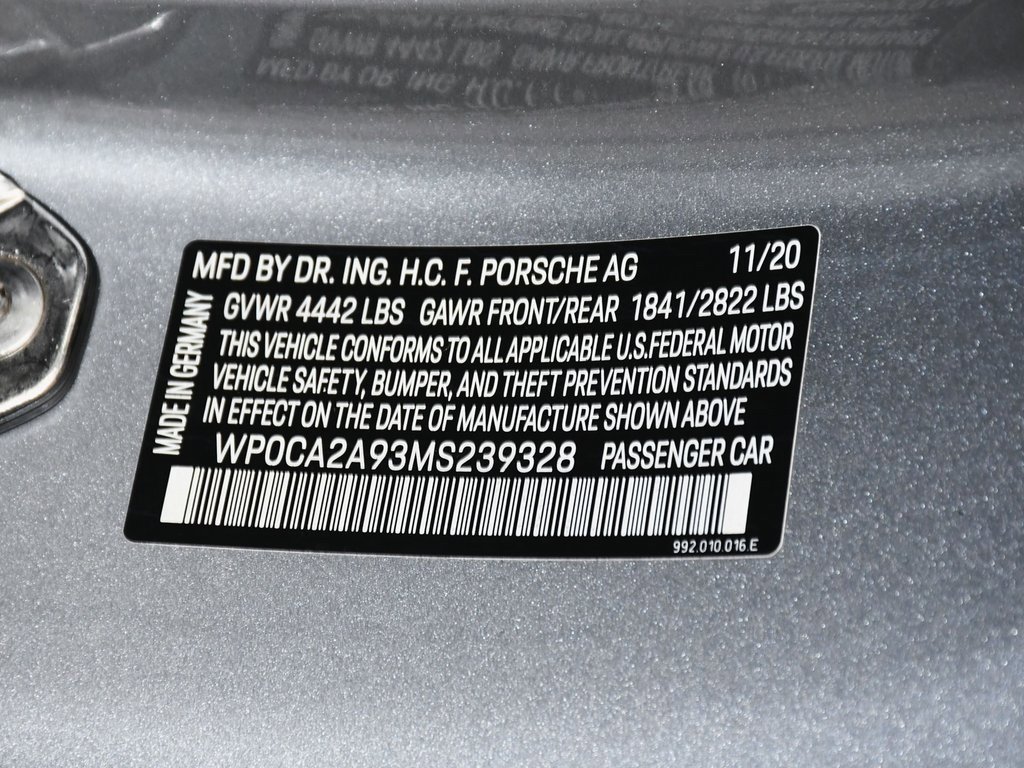 MFD BY DR. ING. H.C. F. PORSCHE AG 11/20
GVWR 4442 LBS GAWR FRONT/REAR 1841/2822 LBS
THIS VEHICLE CONFORMS TO ALL APPLICABLE U.S.FEDERAL MOTOR
VEHICLE SAFETY, BUMPER, AND THEFT PREVENTION STANDARDS
IN EFFECT ON THE DATE OF MANUFACTURE SHOWN ABOVE
WP0CA2A93MS239328 PASSENGER CAR
MADE IN GERMANY
992.010.016.E